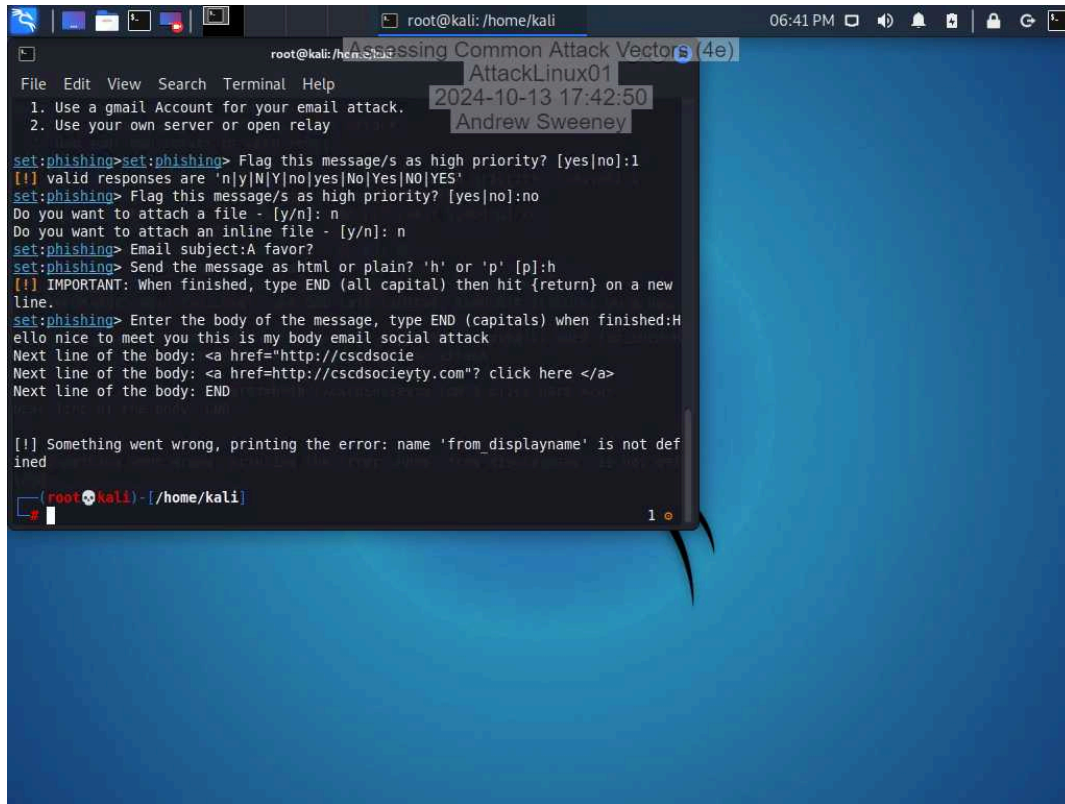 root@kali: /home/kali
06:41 PM
Assessing Common Attack Vectors (4e)
AttackLinux01
2024-10-13 17:42:50
Andrew Sweeney
root@kali: /home/kali
File Edit View Search Terminal Help
1. Use a gmail Account for your email attack.
2. Use your own server or open relay
set:phishing>set:phishing> Flag this message/s as high priority? [yes|no]:1
[!] valid responses are 'n|y|N|Y|no|yes|No|Yes|NO|YES'
set:phishing> Flag this message/s as high priority? [yes|no]:no
Do you want to attach a file - [y/n]: n
Do you want to attach an inline file - [y/n]: n
set:phishing> Email subject:A favor?
set:phishing> Send the message as html or plain? 'h' or 'p' [p]:h
[!] IMPORTANT: When finished, type END (all capital) then hit {return} on a new
line.
set:phishing> Enter the body of the message, type END (capitals) when finished:H
ello nice to meet you this is my body email social attack
Next line of the body: <a href="http://cscdsocie
Next line of the body: <a href=http://cscdsocieyty.com"? click here </a>
Next line of the body: END
[!] Something went wrong, printing the error: name 'from_displayname' is not def
ined
(root💀kali)-[/home/kali]
#
1